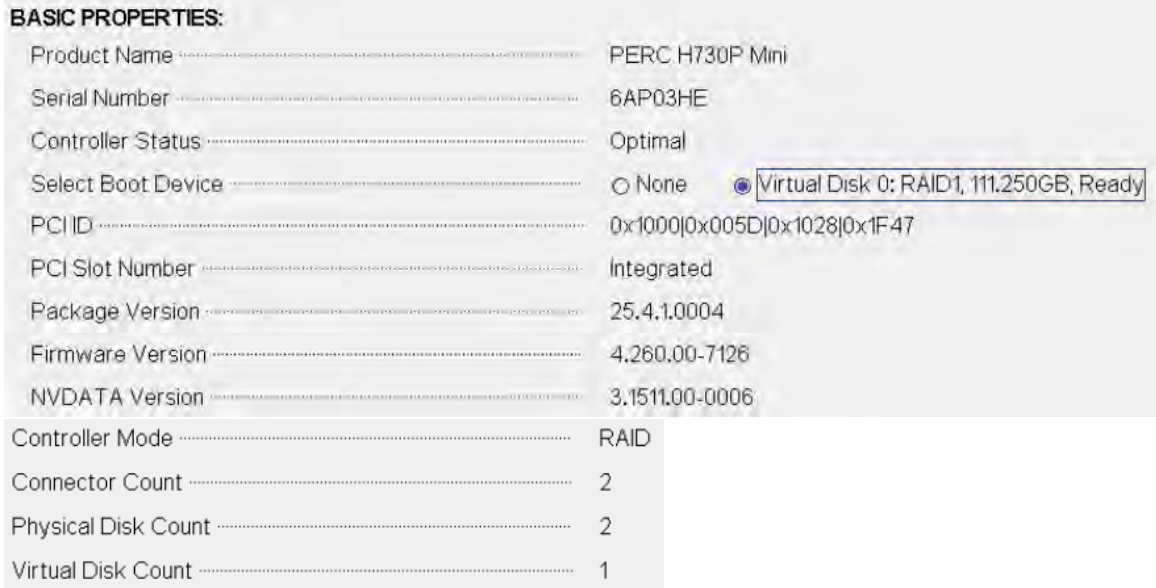 BASIC PROPERTIES:
Product Name PERC H730P Mini
Serial Number 6AP03HE
Controller Status Optimal
Select Boot Device None Virtual Disk 0: RAID1, 111.250GB, Ready
PCI ID 0x1000|0x005D|0x1028|0x1F47
PCI Slot Number Integrated
Package Version 25.4.1.0004
Firmware Version 4.260.00-7126
NVDATA Version 3.1511.00-0006
Controller Mode RAID
Connector Count 2
Physical Disk Count 2
Virtual Disk Count 1